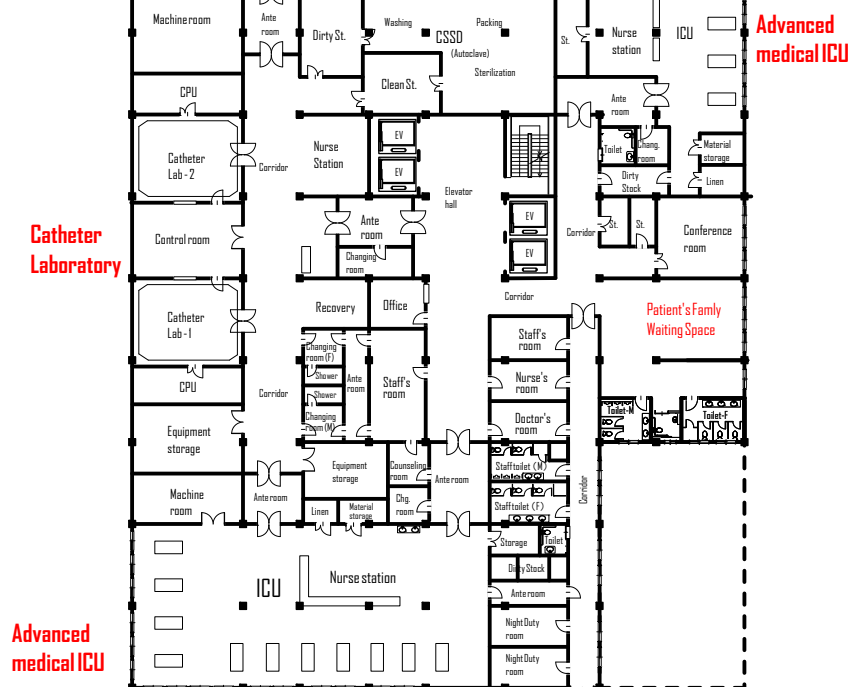 Machine room
Ante
room
Dirty St.
Washing
Packing
CSSD
(Autoclave)
Sterilization
St.
Nurse
station
ICU
Advanced
medical ICU
CPU
Clean St.
Ante
room
Catheter
Lab-2
Corridor
Nurse
Station
EV
EV
Toilet
Chang.
room
Material
storage
Dirty
Stock
Linen
Elevator
hall
Catheter
Laboratory
Control room
Ante
room
Changing
room
EV
EV
Corridor
St.
St.
Conference
room
Corridor
Catheter
Lab-1
Recovery
Office
Patient's Famly
Waiting Space
Staff's
room
Changing
room (F)
Shower
Shower
Changing
room (M)
Ante
room
Staff's
room
CPU
Corridor
Nurse's
room
Doctor's
room
Toilet-M
Toilet-F
Equipment
storage
Equipment
storage
Counseling
room
Ante room
Staff toilet (M)
Corridor
Machine
room
Ante room
Linen
Material
storage
Chg.
room
Staff toilet (F)
Storage
Toilet
Dirty Stock
ICU
Nurse station
Ante room
Night Duty
room
Advanced
medical ICU
Night Duty
room